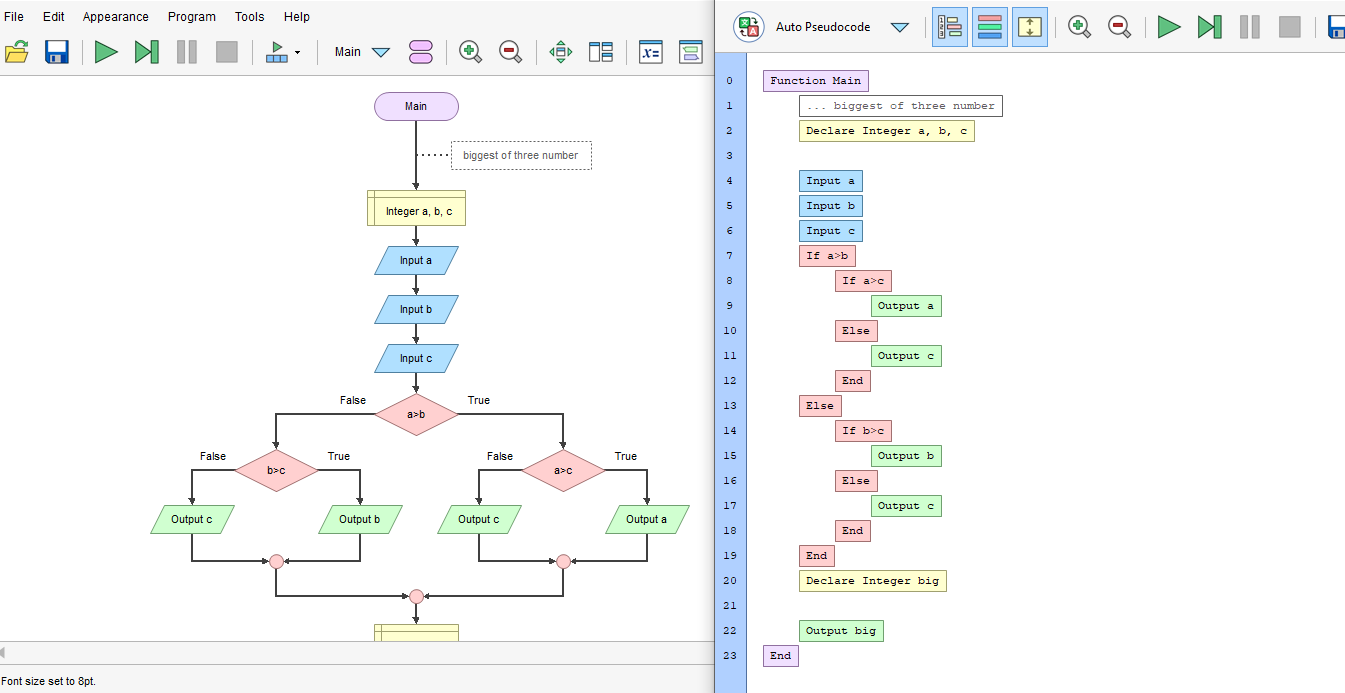 File Edit Appearance Program Tools Help
Main
Main
biggest of three number
Integer a, b, c
Input a
Input b
Input c
a>b
False
True
b>c
False
True
a>c
False
True
Output c
Output b
Output c
Output a
Font size set to 8pt.
Auto Pseudocode
0 Function Main
1 ... biggest of three number
2 Declare Integer a, b, c
3
4 Input a
5 Input b
6 Input c
7 If a>b
8 If a>c
9 Output a
10 Else
11 Output c
12 End
13 Else
14 If b>c
15 Output b
16 Else
17 Output c
18 End
19 End
20 Declare Integer big
21
22 Output big
23 End